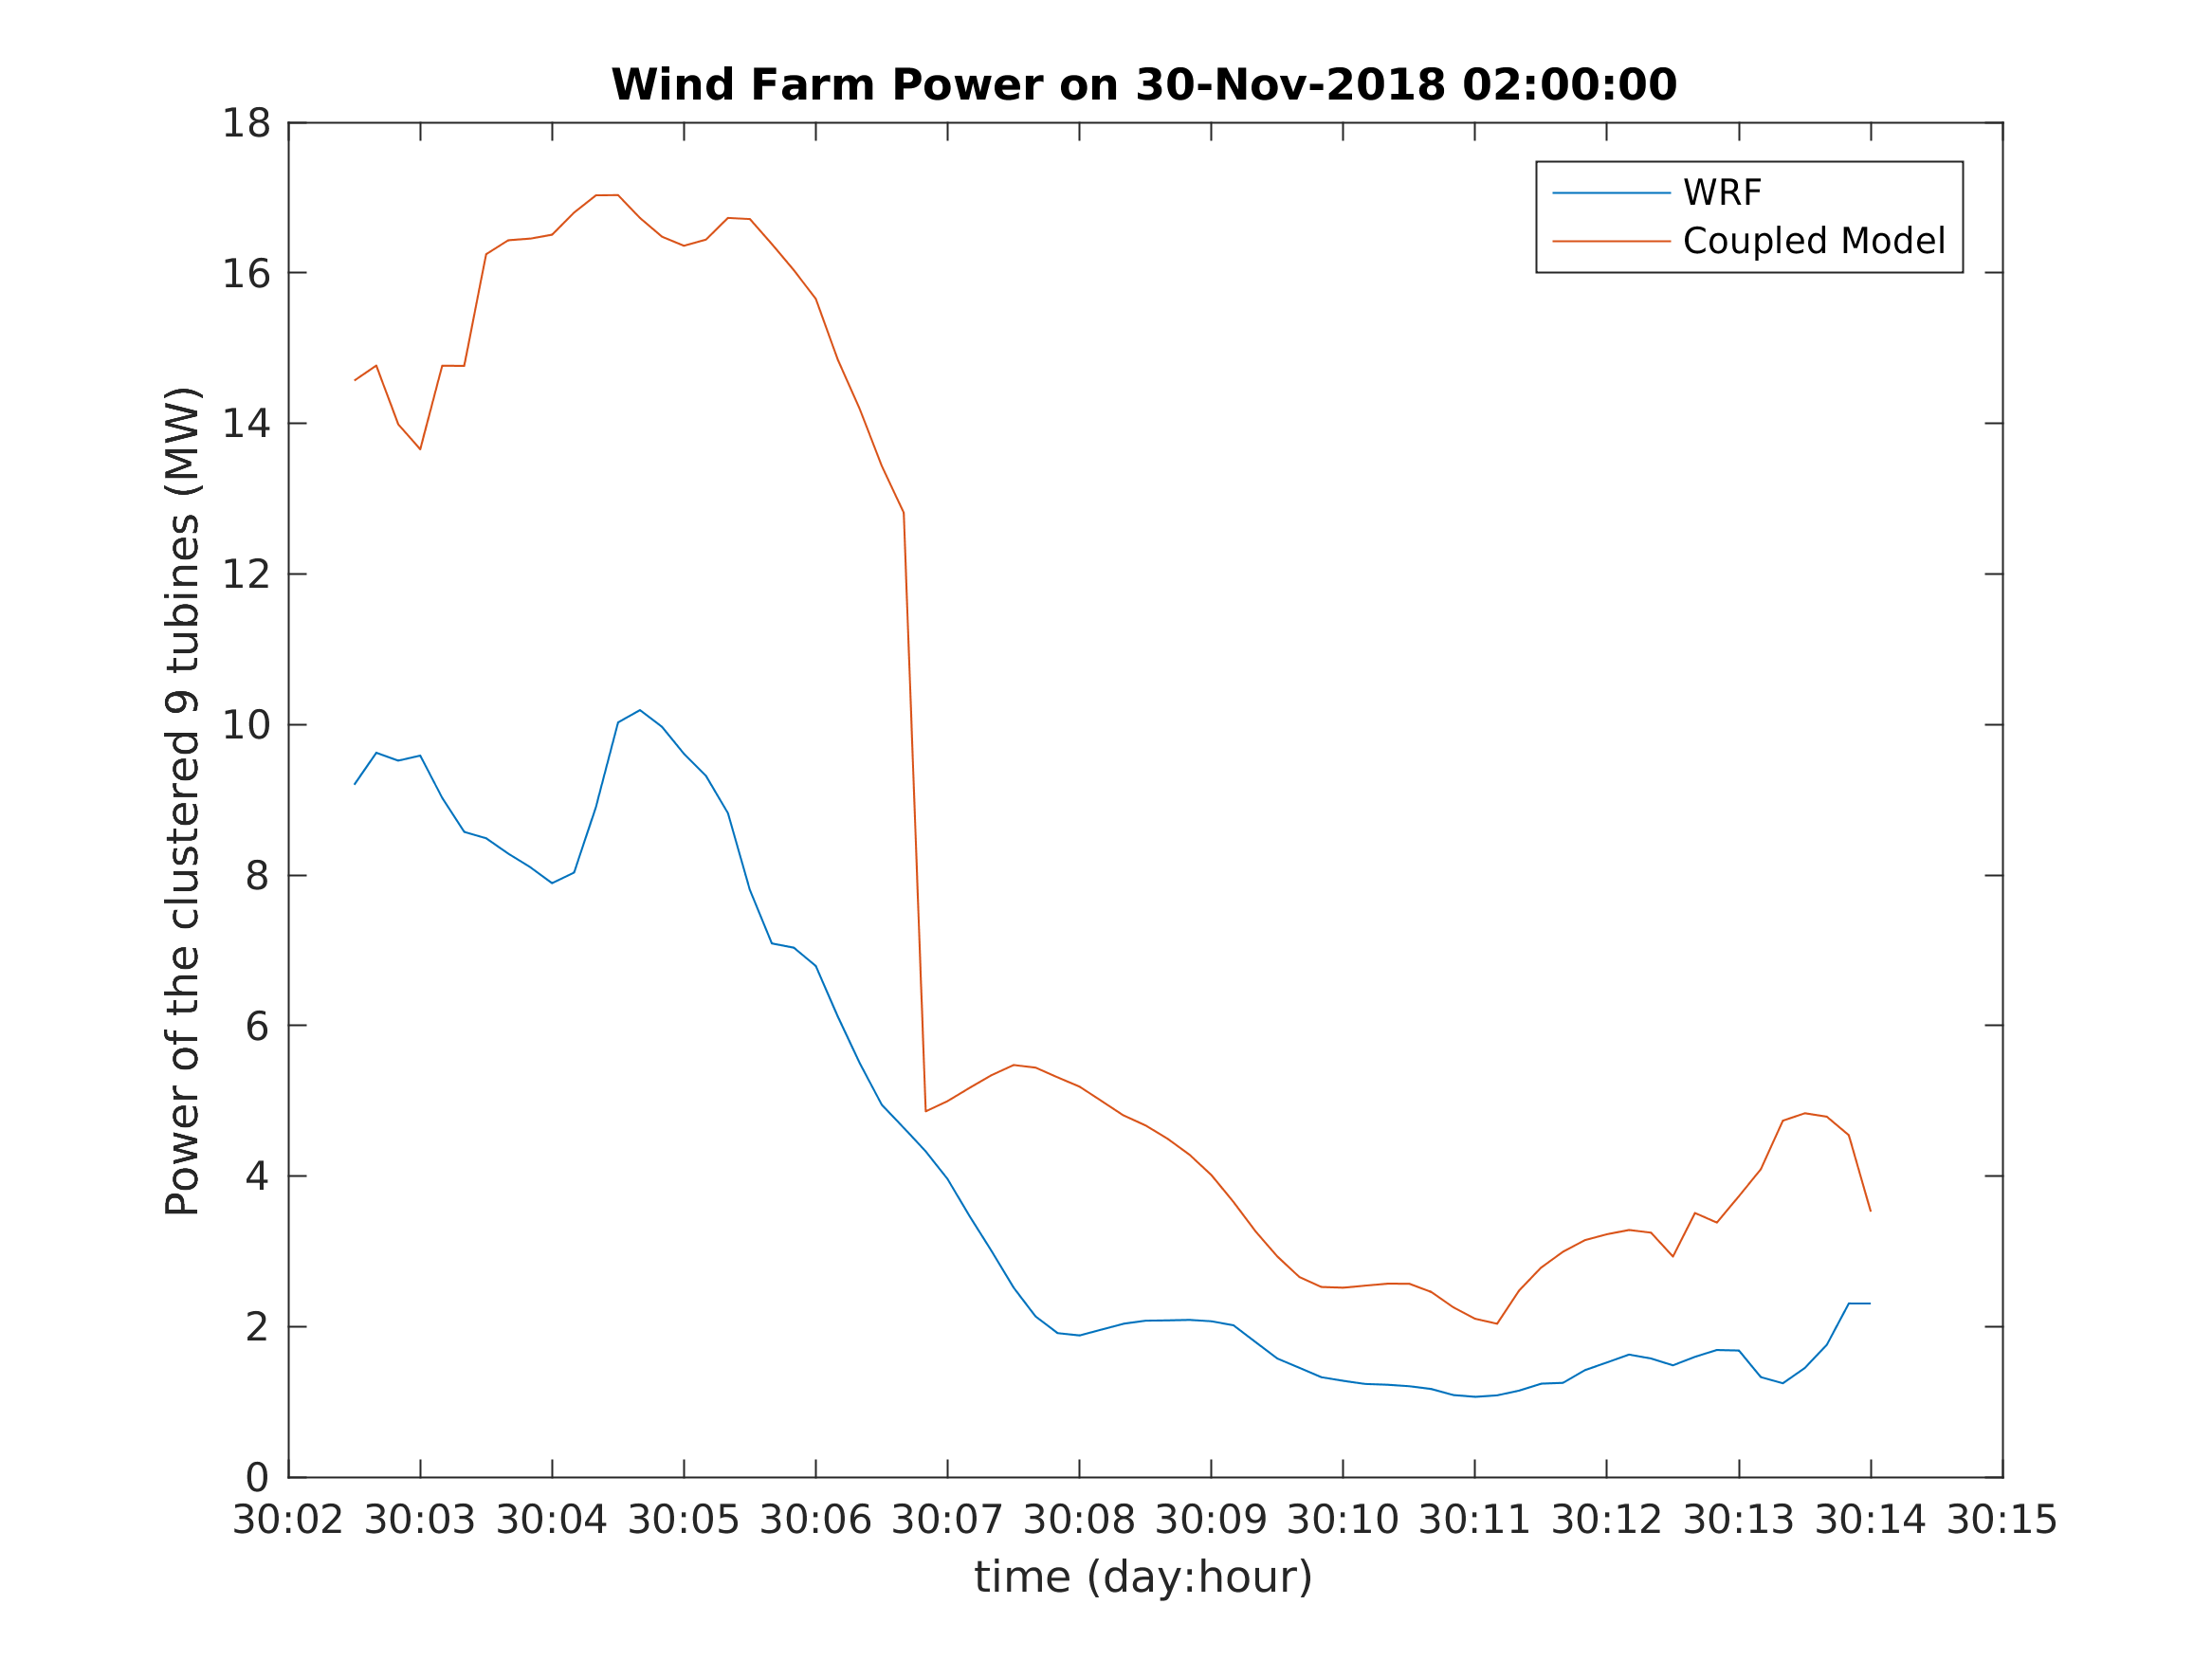 Wind Farm Power on 30-Nov-2018 02:00:00
WRF
Coupled Model
Power of the clustered 9 tubines (MW)
18
16
14
12
10
8
6
4
2
0
30:02 30:03 30:04 30:05 30:06 30:07 30:08 30:09 30:10 30:11 30:12 30:13 30:14 30:15
time (day:hour)